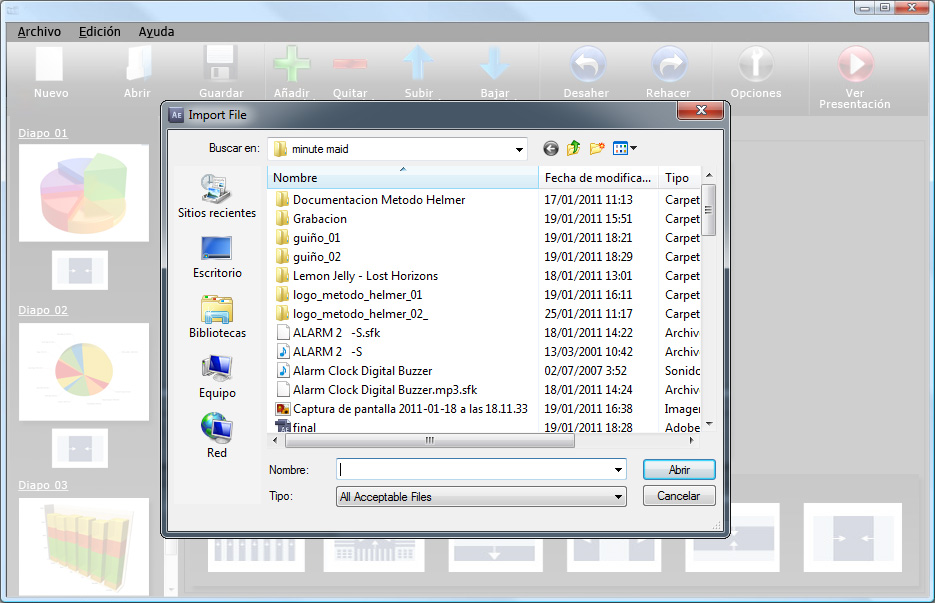 Archivo Edición Ayuda
Nuevo Abrir Guardar Añadir Quitar Subir Bajar Desaher Rehacer Opciones Ver Presentación
Diapo 01
Diapo 02
Diapo 03
Import File
Buscar en: minute maid
Sitios recientes
Escritorio
Bibliotecas
Equipo
Red
Nombre Fecha de modifica... Tipo
Documentacion Metodo Helmer 17/01/2011 11:13 Carpet
Grabacion 19/01/2011 15:51 Carpet
guiño_01 19/01/2011 18:21 Carpet
guiño_02 19/01/2011 18:29 Carpet
Lemon Jelly - Lost Horizons 18/01/2011 13:01 Carpet
logo_metodo_helmer_01 19/01/2011 16:11 Carpet
logo_metodo_helmer_02_ 25/01/2011 11:17 Carpet
ALARM 2 -S.sfk 18/01/2011 14:22 Archiv
ALARM 2 -S 13/03/2001 10:42 Archiv
Alarm Clock Digital Buzzer 02/07/2007 3:52 Sonido
Alarm Clock Digital Buzzer.mp3.sfk 18/01/2011 14:24 Archiv
Captura de pantalla 2011-01-18 a las 18.11.33 19/01/2011 16:38 Imager
final 19/01/2011 18:28 Adobe
Nombre: Abrir
Tipo: All Acceptable Files Cancelar